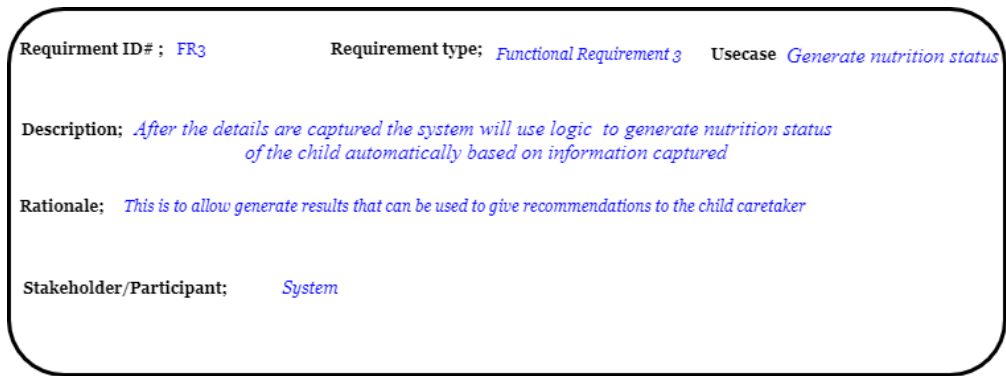 Requirment ID# ; FR3 Requirement type; Functional Requirement 3 Usecase Generate nutrition status
Description; After the details are captured the system will use logic to generate nutrition status
of the child automatically based on information captured
Rationale; This is to allow generate results that can be used to give recommendations to the child caretaker
Stakeholder/Participant; System